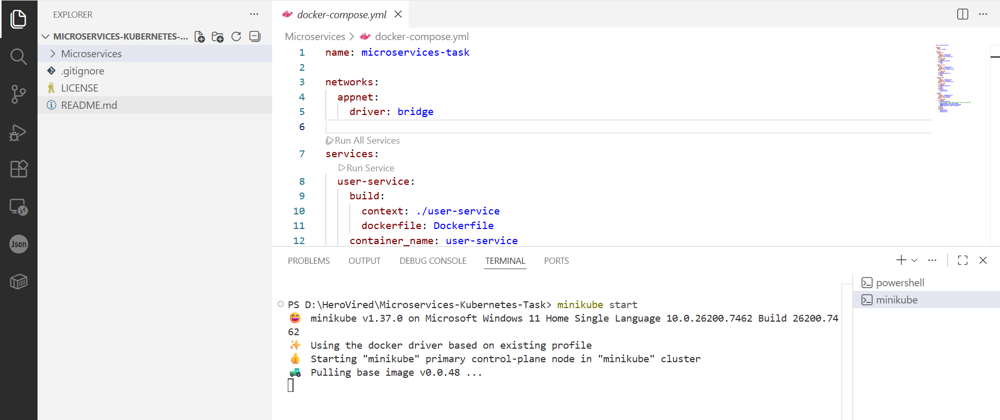 EXPLORER
MICROSERVICES-KUBERNETES-...
Microservices
.gitignore
LICENSE
README.md
Json
docker-compose.yml
Microservices > docker-compose.yml
1 name: microservices-task
2
3 networks:
4 appnet:
5 driver: bridge
6
Run All Services
7 services:
Run Service
8 user-service:
9 build:
10 context: ./user-service
11 dockerfile: Dockerfile
12 container_name: user-service
PROBLEMS OUTPUT DEBUG CONSOLE TERMINAL PORTS
PS D:\HeroVired\Microservices-Kubernetes-Task> minikube start
😄 minikube v1.37.0 on Microsoft Windows 11 Home Single Language 10.0.26200.7462 Build 26200.74
62
✨ Using the docker driver based on existing profile
👍 Starting "minikube" primary control-plane node in "minikube" cluster
🚜 Pulling base image v0.0.48 ...
powershell
minikube